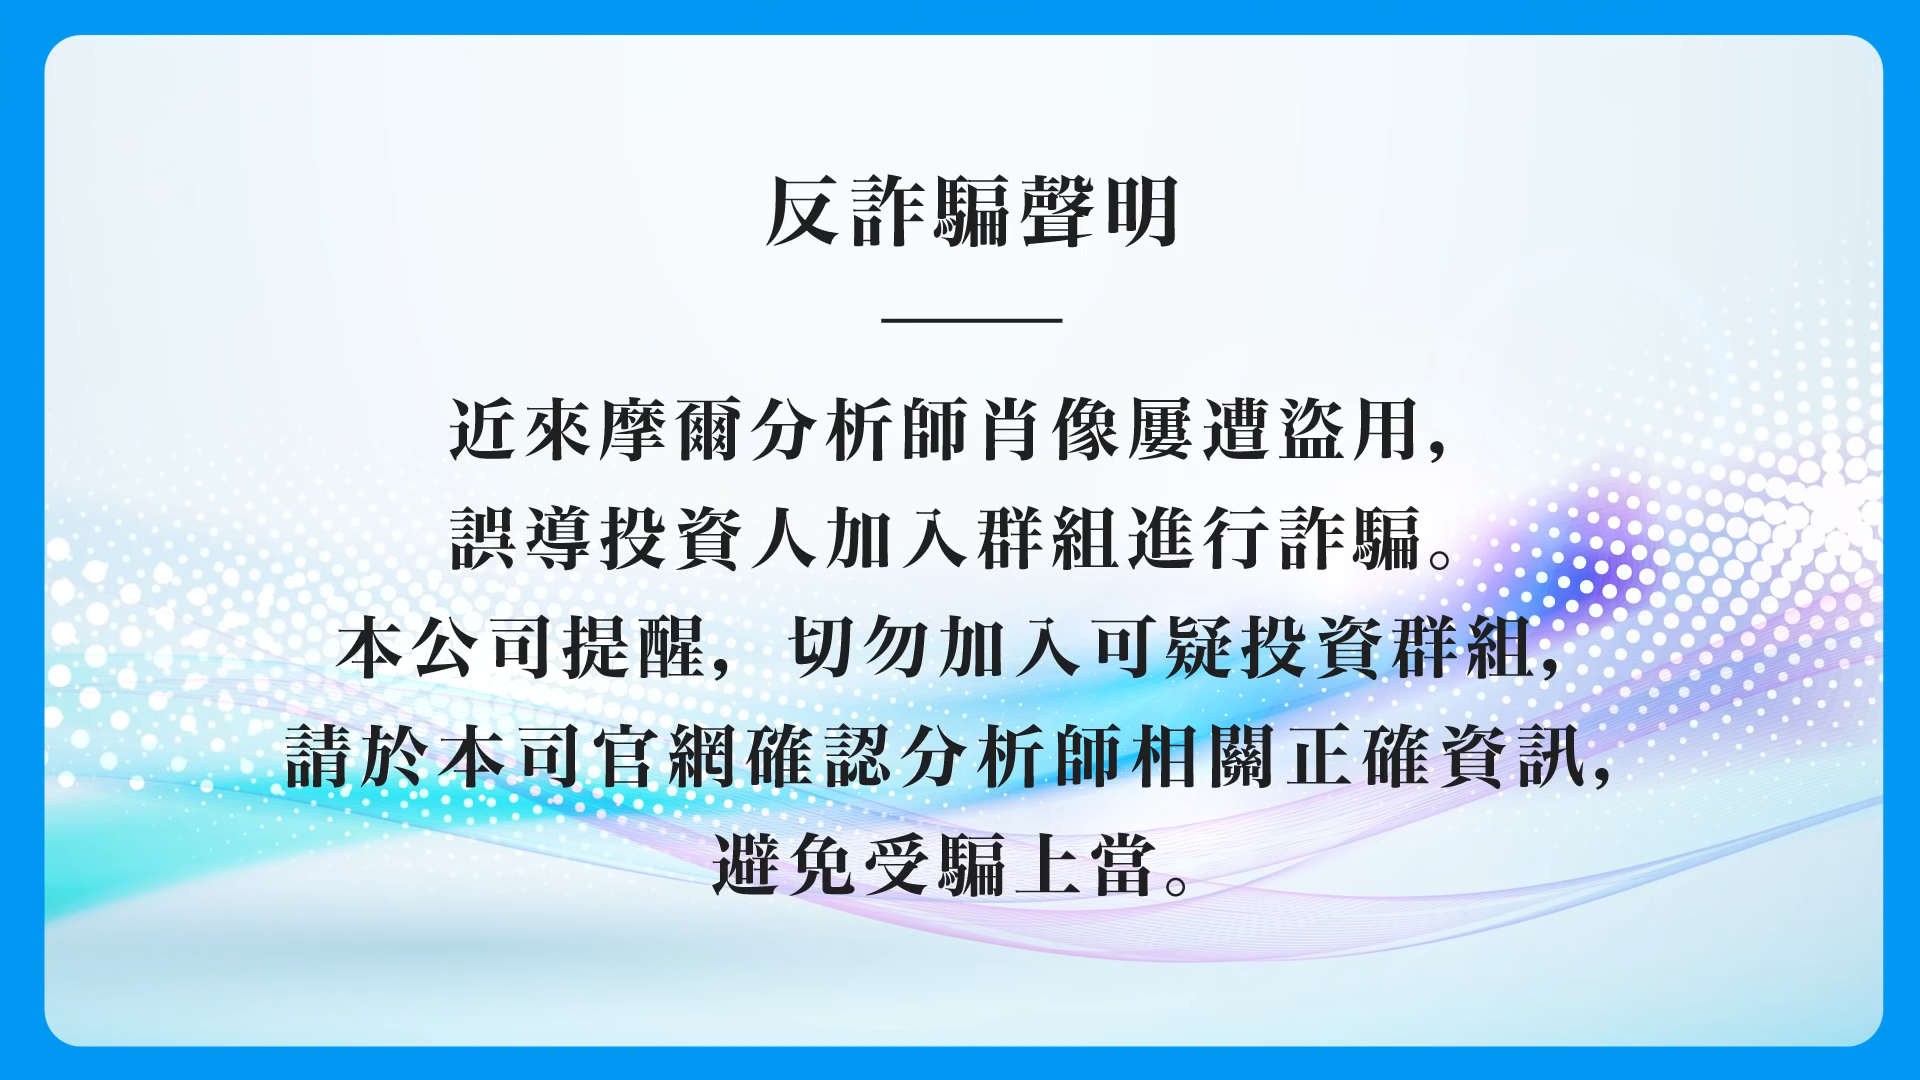 反詐騙聲明
近來摩爾分析師肖像屢遭盜用，
誤導投資人加入群組進行詐騙。
本公司提醒，切勿加入可疑投資群組，
請於本司官網確認分析師相關正確資訊，
避免受騙上當。